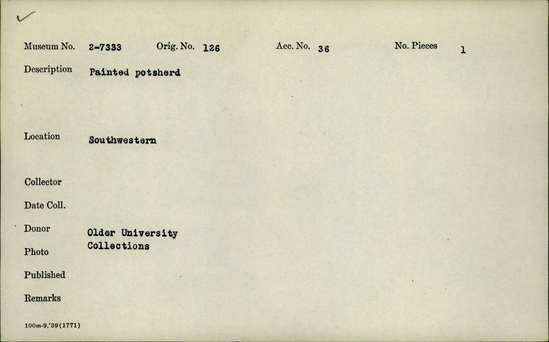 Museum No. 2-7333 Orig. No. 126 Acc. No. 36 No. Pieces 1
Description Painted potsherd
Location Southwestern
Collector
Date Coll.
Donor Older University
Collections
Photo
Published
Remarks
100m-9,'39(1771)